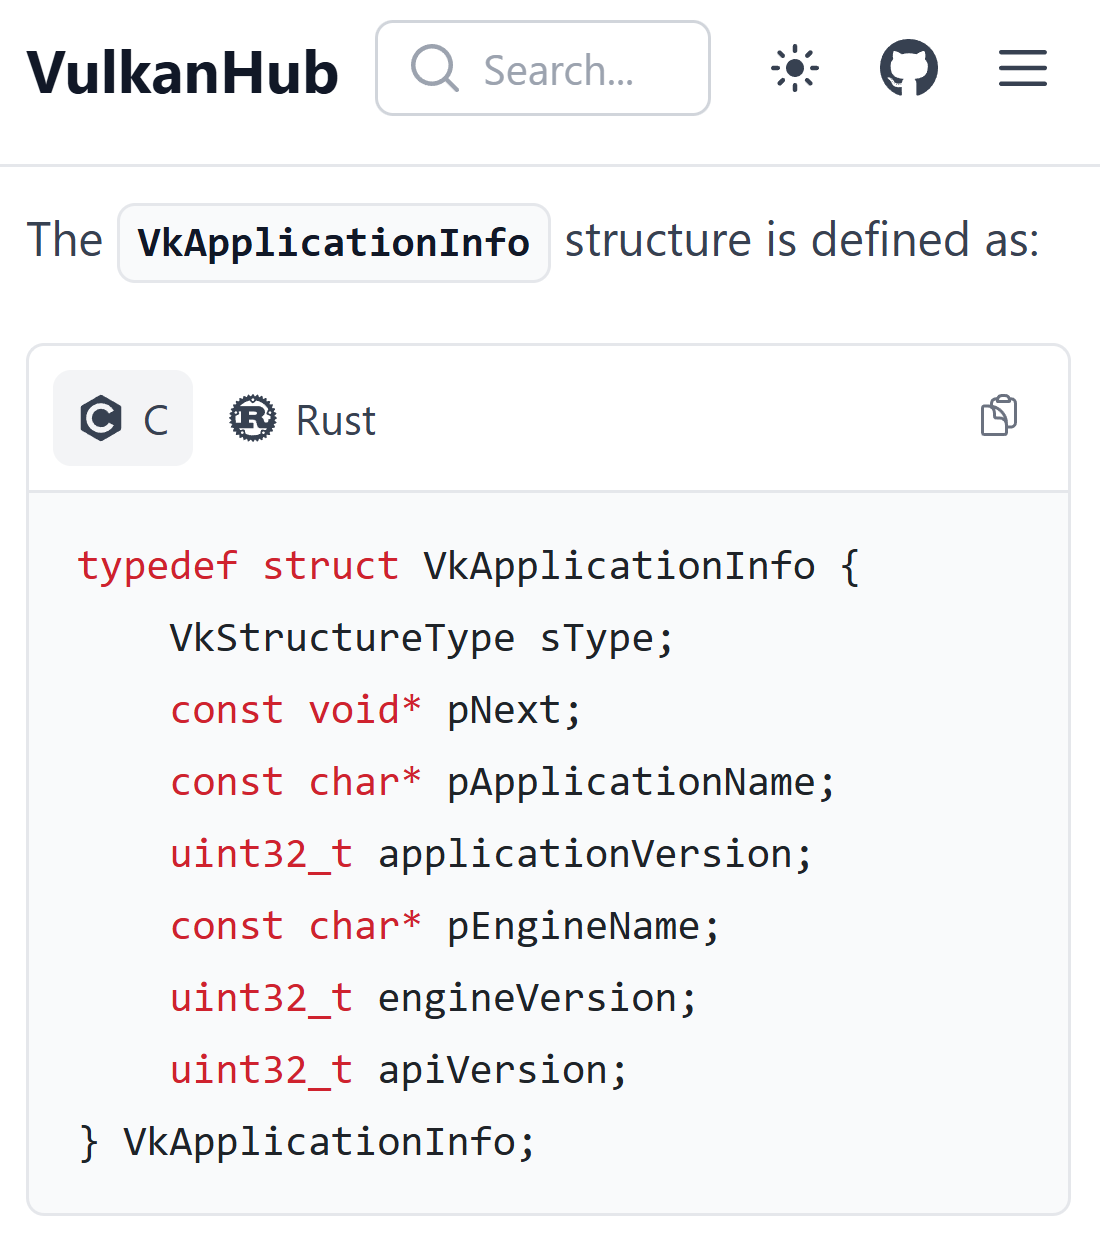 VulkanHub Search...
The VkApplicationInfo structure is defined as:
C Rust
typedef struct VkApplicationInfo {
    VkStructureType sType;
    const void* pNext;
    const char* pApplicationName;
    uint32_t applicationVersion;
    const char* pEngineName;
    uint32_t engineVersion;
    uint32_t apiVersion;
} VkApplicationInfo;